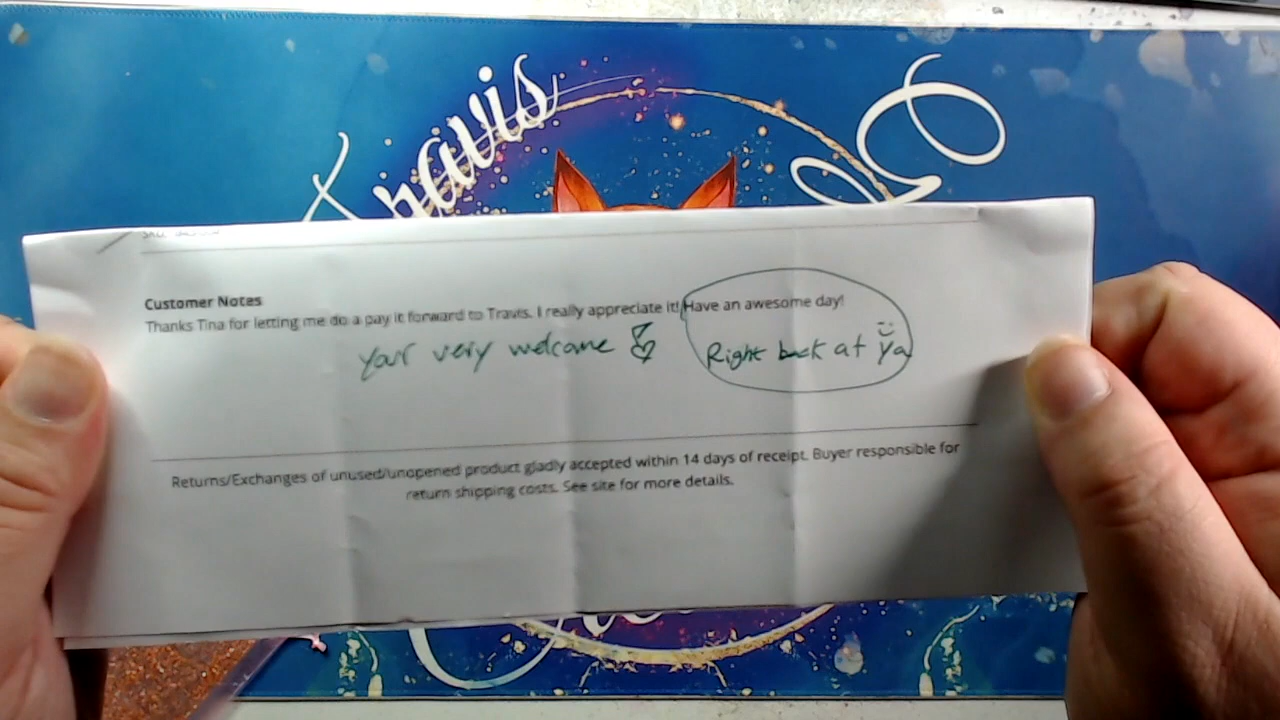 Travis
Customer Notes
Thanks Tina for letting me do a pay it forward to Travis. I really appreciate it! Have an awesome day!
Your very welcome
Right back at ya
Returns/Exchanges of unused/unopened product gladly accepted within 14 days of receipt. Buyer responsible for
return shipping costs. See site for more details.